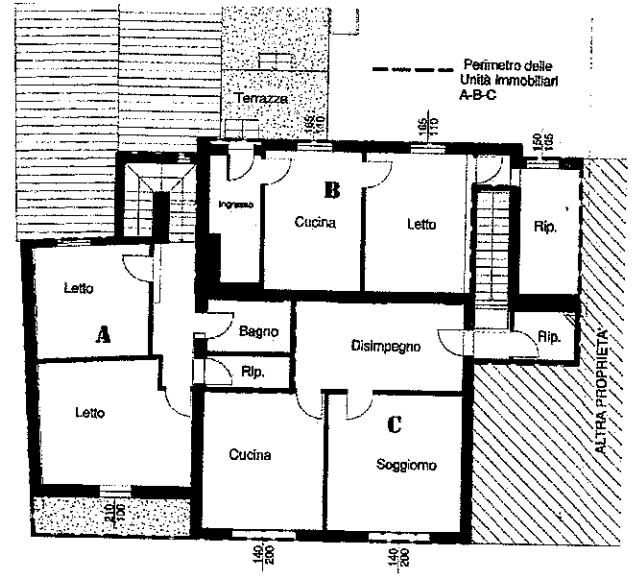 Perimetro delle
Unità Immobiliari
A-B-C
Terrazza
165
110
165
110
150
105
Ingresso
B
Cucina
Letto
Rip.
Letto
A
Bagno
Disimpegno
Rip.
Rip.
Letto
Cucina
C
Soggiorno
ALTRA PROPRIETA'
210
100
140
200
140
200